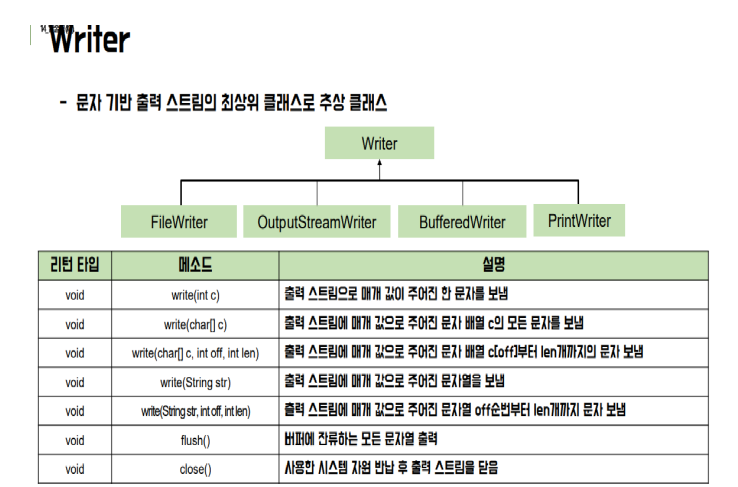 Writer
- 문자 기반 출력 스트림의 최상위 클래스로 추상 클래스
Writer
FileWriter OutputStreamWriter BufferedWriter PrintWriter
리턴 타입 메소드 설명
void write(int c) 출력 스트림으로 매개 값이 주어진 한 문자를 보냄
void write(char[] c) 출력 스트림에 매개 값으로 주어진 문자 배열 c의 모든 문자를 보냄
void write(char[] c, int off, int len) 출력 스트림에 매개 값으로 주어진 문자 배열 c[off]부터 len개까지의 문자 보냄
void write(String str) 출력 스트림에 매개 값으로 주어진 문자열을 보냄
void write(String str, int off, int len) 출력 스트림에 매개 값으로 주어진 문자열 off순번부터 len개까지 문자 보냄
void flush() 버퍼에 잔류하는 모든 문자열 출력
void close() 사용한 시스템 자원 반납 후 출력 스트림을 닫음